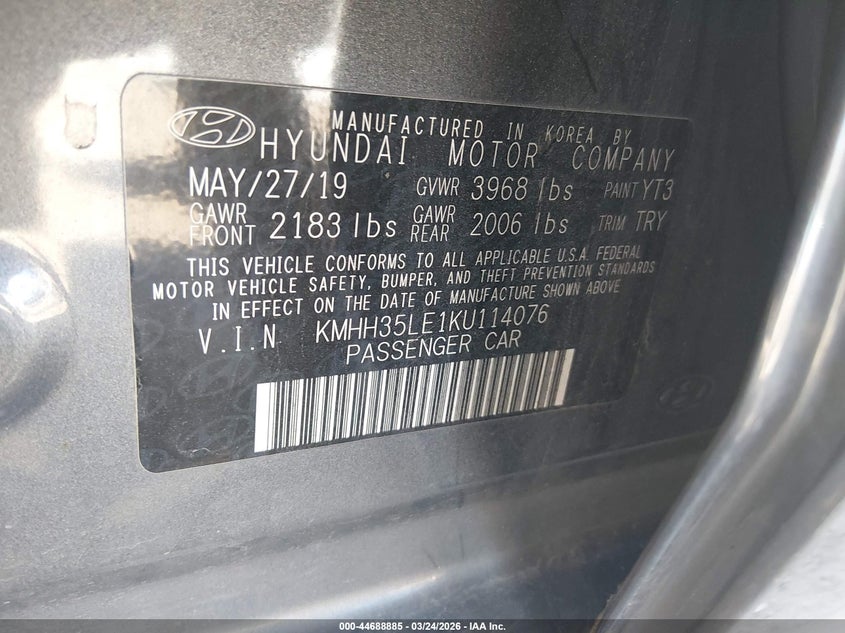 MANUFACTURED IN KOREA BY
HYUNDAI MOTOR COMPANY
MAY/27/19 GVWR 3968 lbs PAINT YT3
GAWR FRONT 2183 lbs GAWR REAR 2006 lbs TRIM TRY
THIS VEHICLE CONFORMS TO ALL APPLICABLE U.S.A. FEDERAL
MOTOR VEHICLE SAFETY, BUMPER, AND THEFT PREVENTION STANDARDS
IN EFFECT ON THE DATE OF MANUFACTURE SHOWN ABOVE
V.I.N KMHH35LE1KU114076
PASSENGER CAR
000-44688885 - 03/24/2026 - IAA Inc.